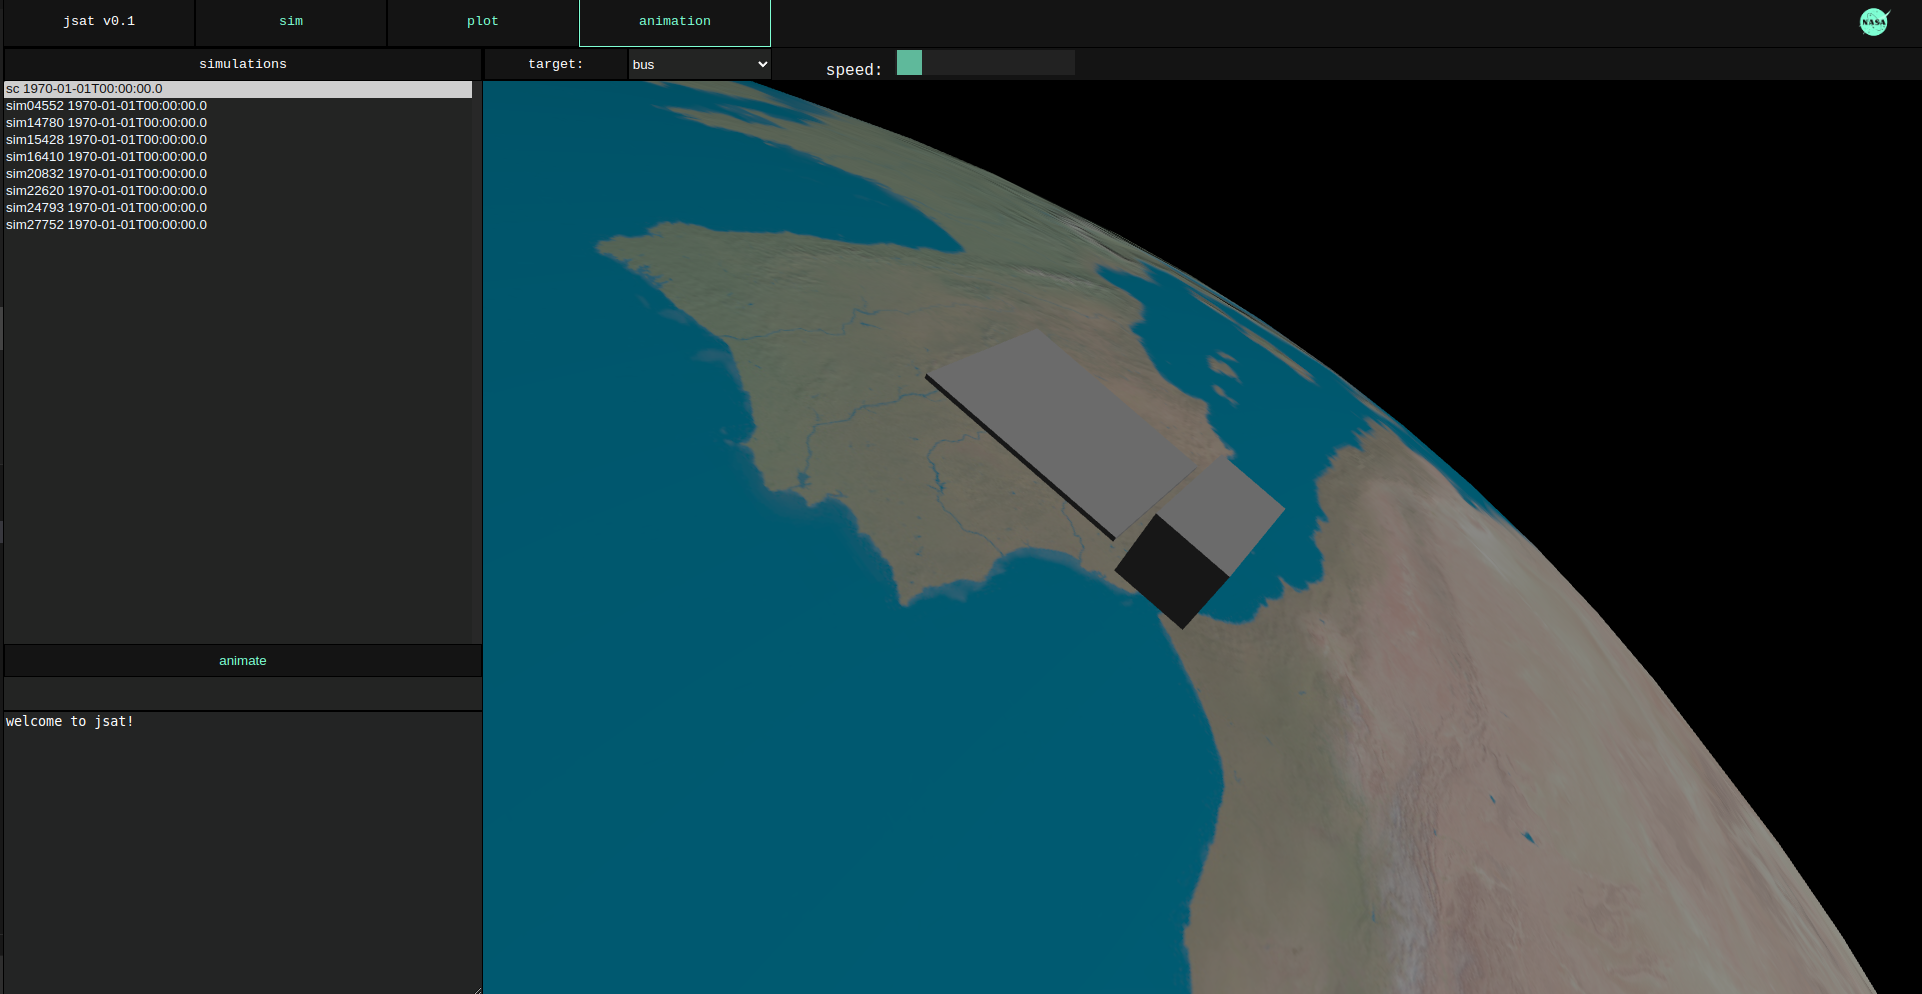 jsat v0.1
sim
plot
animation
NASA
simulations
target:
bus
speed:
sc 1970-01-01T00:00:00.0
sim04552 1970-01-01T00:00:00.0
sim14780 1970-01-01T00:00:00.0
sim15428 1970-01-01T00:00:00.0
sim16410 1970-01-01T00:00:00.0
sim20832 1970-01-01T00:00:00.0
sim22620 1970-01-01T00:00:00.0
sim24793 1970-01-01T00:00:00.0
sim27752 1970-01-01T00:00:00.0
animate
welcome to jsat!